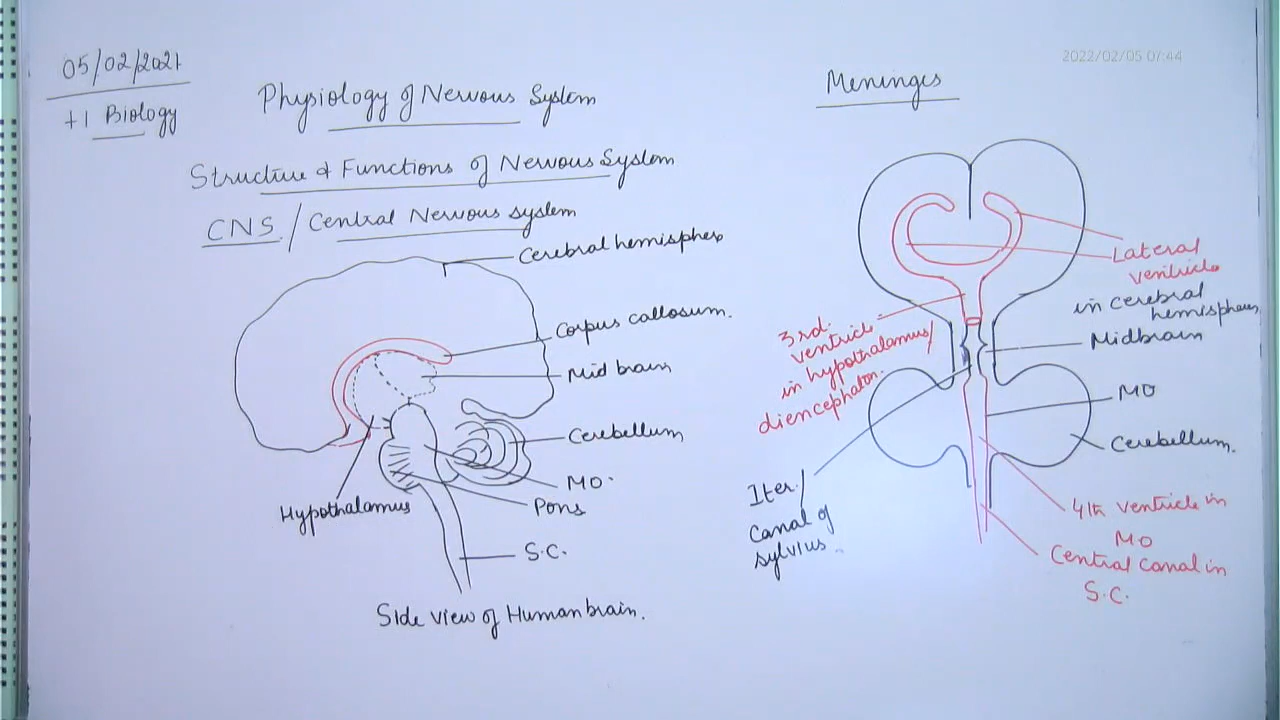 05/02/2021
+1 Biology
Physiology of Nervous System
Structure & Functions of Nervous System
CNS / Central Nervous system
Cerebral hemisphere
Corpus callosum.
Mid brain
Cerebellum
MO.
Pons
S.C.
Hypothalamus
Side view of Human brain.
2022/02/05 07:44
Meninges
Lateral
ventricle
in cerebral
hemispheres
Midbrain
MO
Cerebellum.
4th ventricle in
MO
Central canal in
S.C.
3rd
ventricle
in hypothalamus/
diencephalon.
Iter/
Canal of
sylvius.